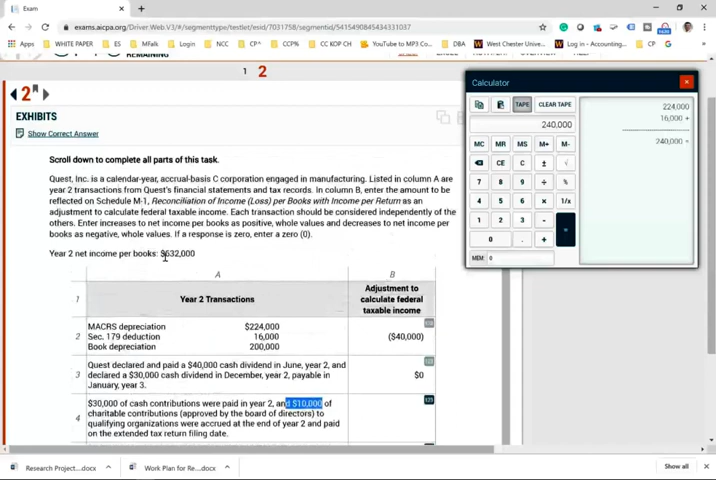 Exam
exams.aicpa.org/Driver.Web.V3/#/segmenttype/testlet/esid/7031758/segmentid/5415490845434331037
Apps WHITE PAPER ES MFalk Login NCC CP^ CCP% CC KOP CH YouTube to MP3 Co... DBA West Chester Unive... Log in - Accounting... CP
REMAINING
1 2
2
EXHIBITS
Show Correct Answer
Scroll down to complete all parts of this task.
Quest, Inc. is a calendar-year, accrual-basis C corporation engaged in manufacturing. Listed in column A are
year 2 transactions from Quest's financial statements and tax records. In column B, enter the amount to be
reflected on Schedule M-1, Reconciliation of Income (Loss) per Books with Income per Return as an
adjustment to calculate federal taxable income. Each transaction should be considered independently of the
others. Enter increases to net income per books as positive, whole values and decreases to net income per
books as negative, whole values. If a response is zero, enter a zero (0).
Year 2 net income per books: $632,000
A B
1 Year 2 Transactions Adjustment to
calculate federal
taxable income
MACRS depreciation $224,000
2 Sec. 179 deduction 16,000 ($40,000)
Book depreciation 200,000
Quest declared and paid a $40,000 cash dividend in June, year 2, and
3 declared a $30,000 cash dividend in December, year 2, payable in $0
January, year 3.
$30,000 of cash contributions were paid in year 2, and $10,000 of
4 charitable contributions (approved by the board of directors) to
qualifying organizations were accrued at the end of year 2 and paid
on the extended tax return filing date.
Calculator
TAPE CLEAR TAPE
240,000
MC MR MS M+ M-
CE C ± √
7 8 9 ÷ %
4 5 6 × 1/x
1 2 3 -
=
0 . +
MEM: 0
224,000
16,000 +
240,000 =
Research Project....docx
Work Plan for Re....docx
Show all